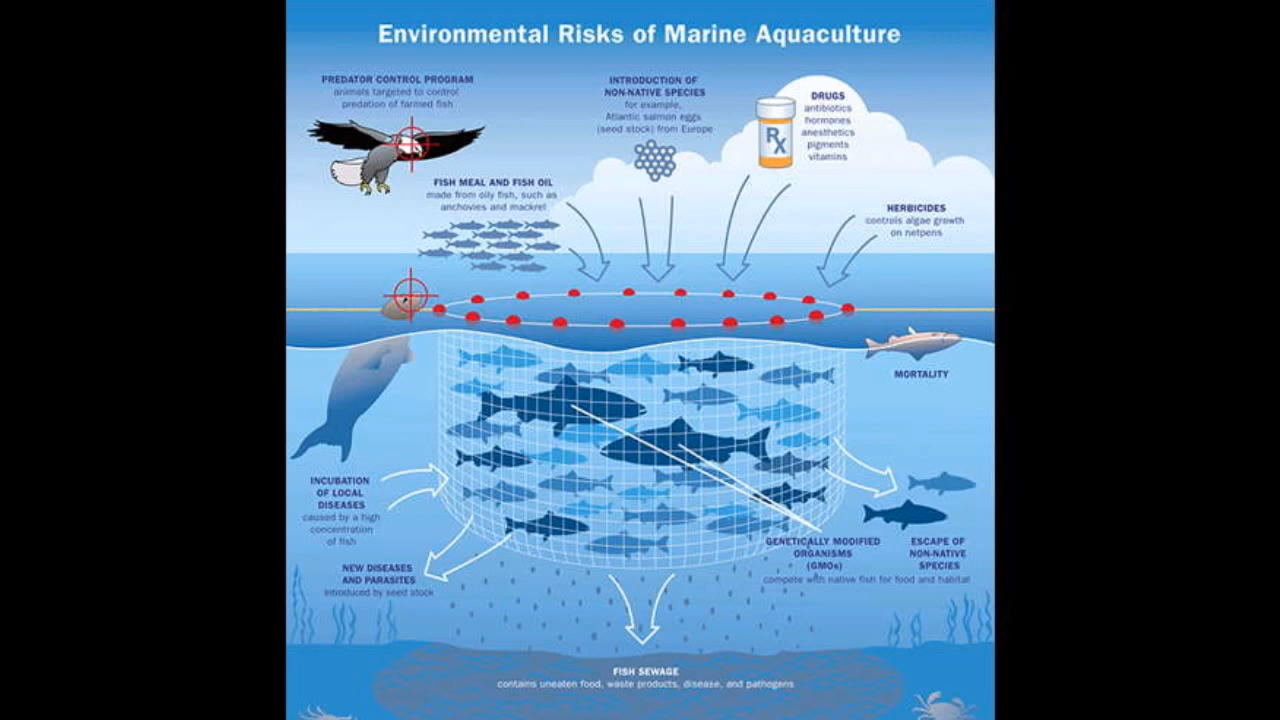 Environmental Risks of Marine Aquaculture
PREDATOR CONTROL PROGRAM
animals targeted to control
predation of farmed fish
INTRODUCTION OF
NON-NATIVE SPECIES
for example,
Atlantic salmon eggs
(seed stock) from Europe
DRUGS
antibiotics
hormones
anesthetics
pigments
vitamins
RX
FISH MEAL AND FISH OIL
made from oily fish, such as
anchovies and mackrel
HERBICIDES
controls algae growth
on netpens
MORTALITY
INCUBATION
OF LOCAL
DISEASES
caused by a high
concentration
of fish
NEW DISEASES
AND PARASITES
introduced by seed stock
GENETICALLY MODIFIED
ORGANISMS
(GMOs)
ESCAPE OF
NON-NATIVE
SPECIES
compete with native fish for food and habitat
FISH SEWAGE
contains uneaten food, waste products, disease, and pathogens